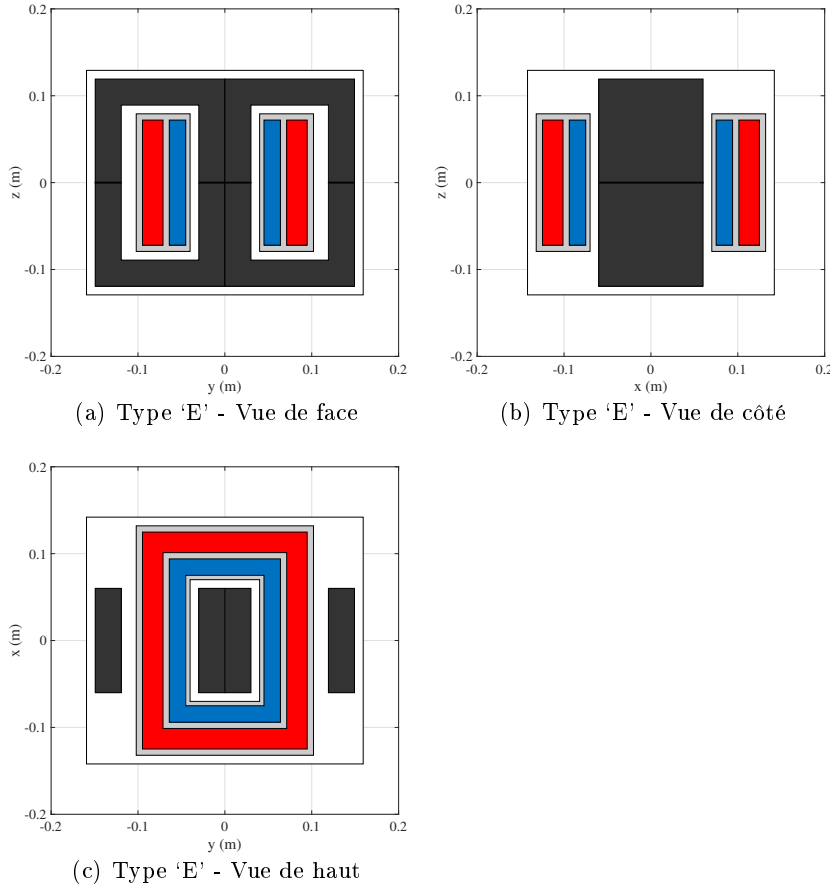 0.2
0.1
0
-0.1
-0.2
z (m)
-0.2 -0.1 0 0.1 0.2
y (m)
(a) Type ‘E’ - Vue de face
0.2
0.1
0
-0.1
-0.2
z (m)
-0.2 -0.1 0 0.1 0.2
x (m)
(b) Type ‘E’ - Vue de côté
0.2
0.1
0
-0.1
-0.2
x (m)
-0.2 -0.1 0 0.1 0.2
y (m)
(c) Type ‘E’ - Vue de haut